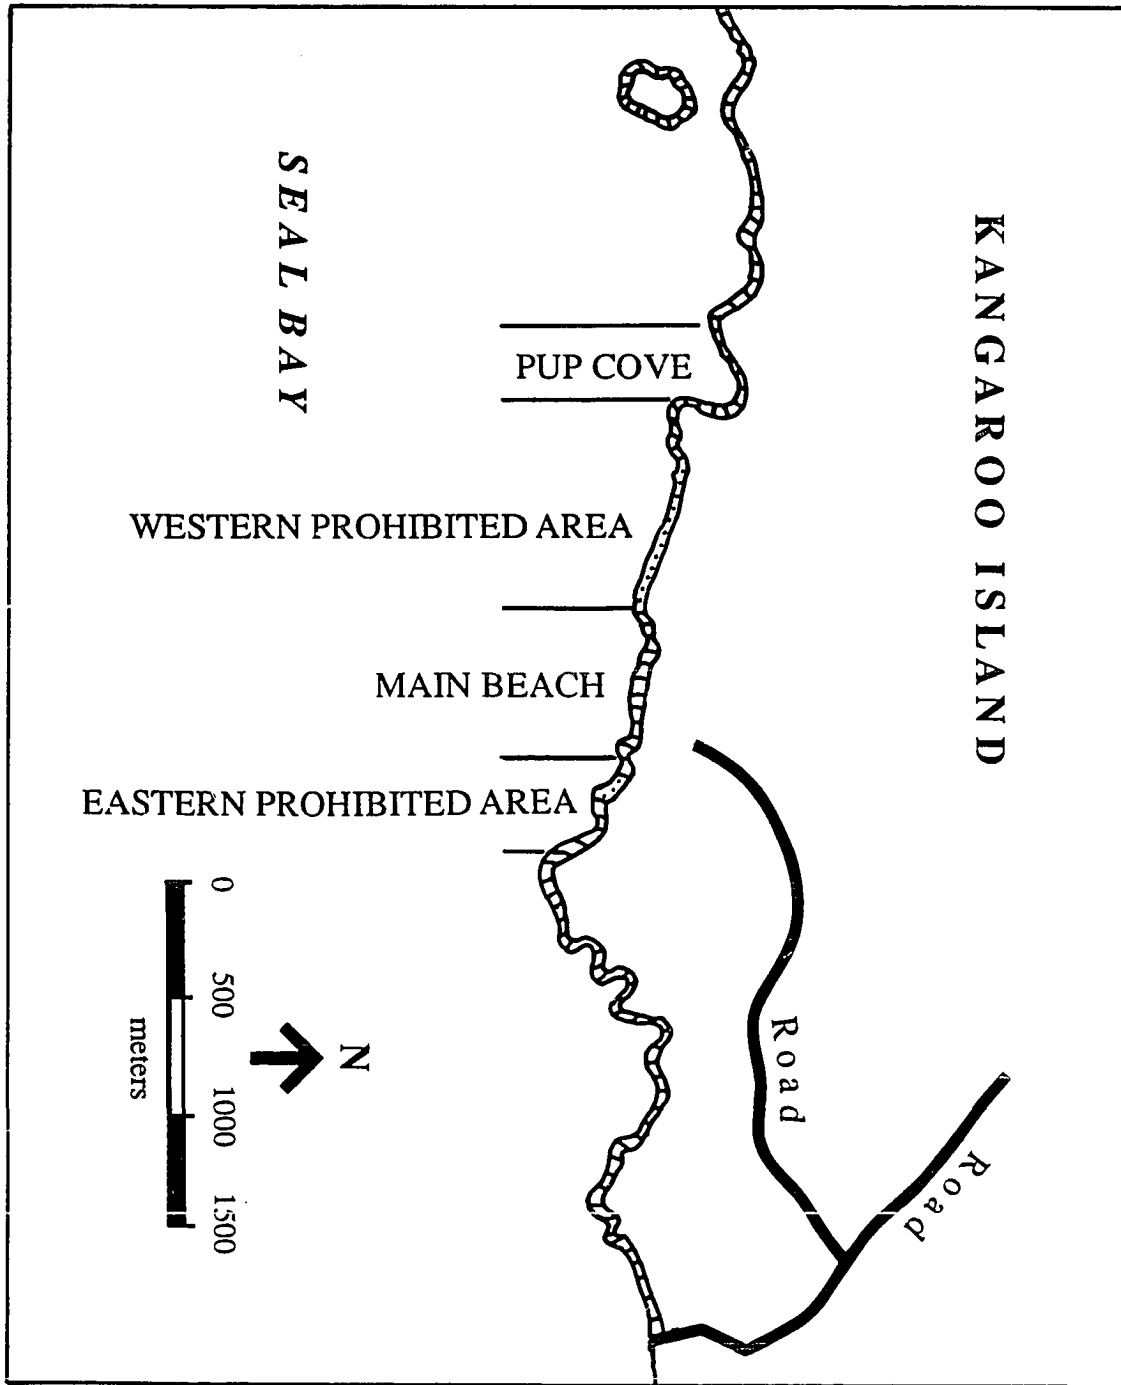 KANGAROO ISLAND
SEAL BAY
PUP COVE
WESTERN PROHIBITED AREA
MAIN BEACH
EASTERN PROHIBITED AREA
Road
Road
N
0 500 1000 1500
meters